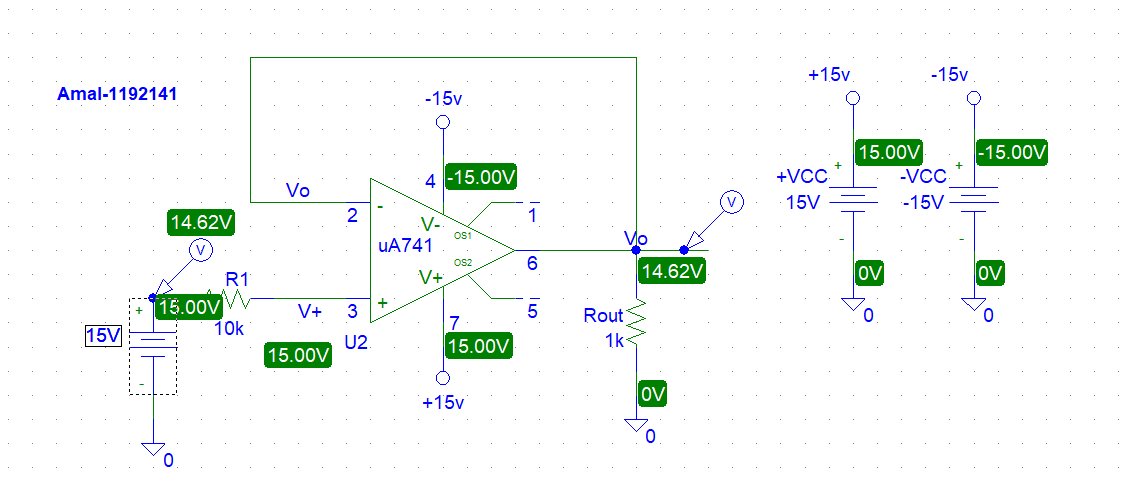 +15v
-15v
Amal-1192141
-15v
15.00V
-15.00V
+
+
-15.00V
4
+VCC
-VCC
Vo
15V
-15V
2
-
1
14.62V
V-
V
V
uA741
OS1
Vo
-
-
6
OS2
14.62V
0V
0V
R1
V+
15.00V
+
10k
V+
3
+
5
0
0
15V
U2
7
Rout
15.00V
15.00V
1k
-
+15v
0V
0
0